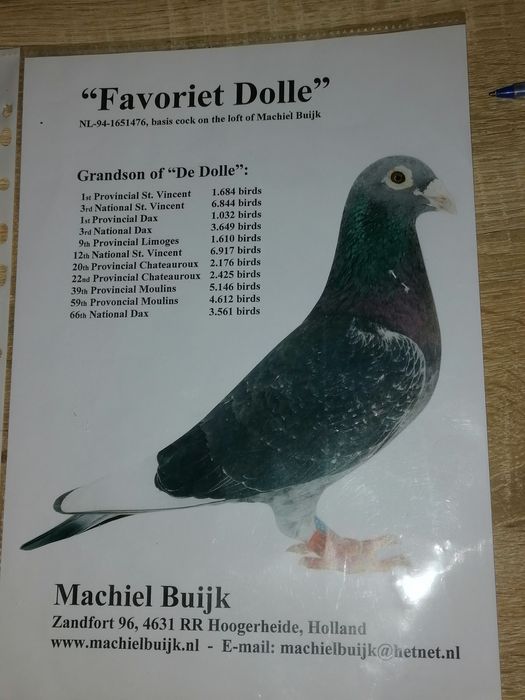 “Favoriet Dolle”
NL-94-1651476, basis cock on the loft of Machiel Buijk
Grandson of “De Dolle”:
1st Provincial St. Vincent 1.684 birds
3rd National St. Vincent 6.844 birds
1st Provincial Dax 1.032 birds
3rd National Dax 3.649 birds
9th Provincial Limoges 1.610 birds
12th National St. Vincent 6.917 birds
20th Provincial Chateauroux 2.176 birds
22nd Provincial Chateauroux 2.425 birds
39th Provincial Moulins 5.146 birds
59th Provoncial Moulins 4.612 birds
66th National Dax 3.561 birds
Machiel Buijk
Zandfort 96, 4631 RR Hoogerheide, Holland
www.machielbuijk.nl - E-mail: machielbuijk@hetnet.nl